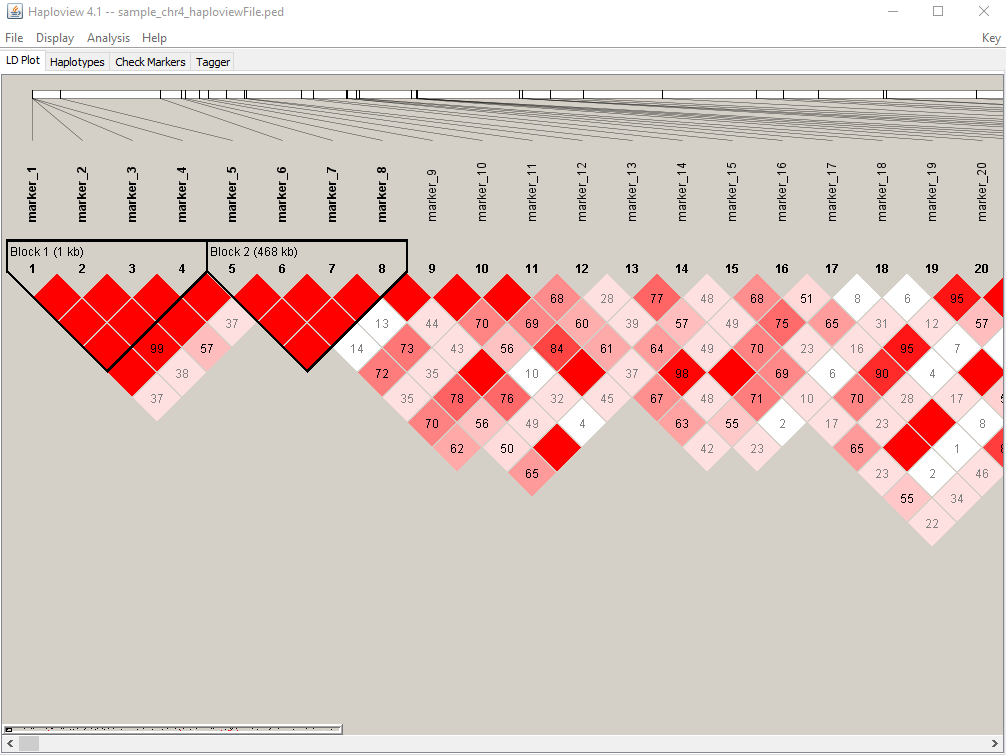 Haploview 4.1 -- sample_chr4_haploviewFile.ped
File Display Analysis Help Key
LD Plot Haplotypes Check Markers Tagger
marker_1 marker_2 marker_3 marker_4 marker_5 marker_6 marker_7 marker_8 marker_9 marker_10 marker_11 marker_12 marker_13 marker_14 marker_15 marker_16 marker_17 marker_18 marker_19 marker_20
Block 1 (1 kb) Block 2 (468 kb)
1 2 3 4 5 6 7 8 9 10 11 12 13 14 15 16 17 18 19 20
68 28 77 48 68 51 8 6 95
37 13 44 70 69 60 39 57 49 75 65 31 12 57
99 57 14 73 43 56 84 61 64 49 70 23 16 95 7
38 72 35 10 37 98 69 6 90 4
37 35 78 76 32 45 67 48 71 10 70 28 17
70 56 49 4 63 55 2 17 23 8
62 50 42 23 65 1
65 23 2 46
55 34
22